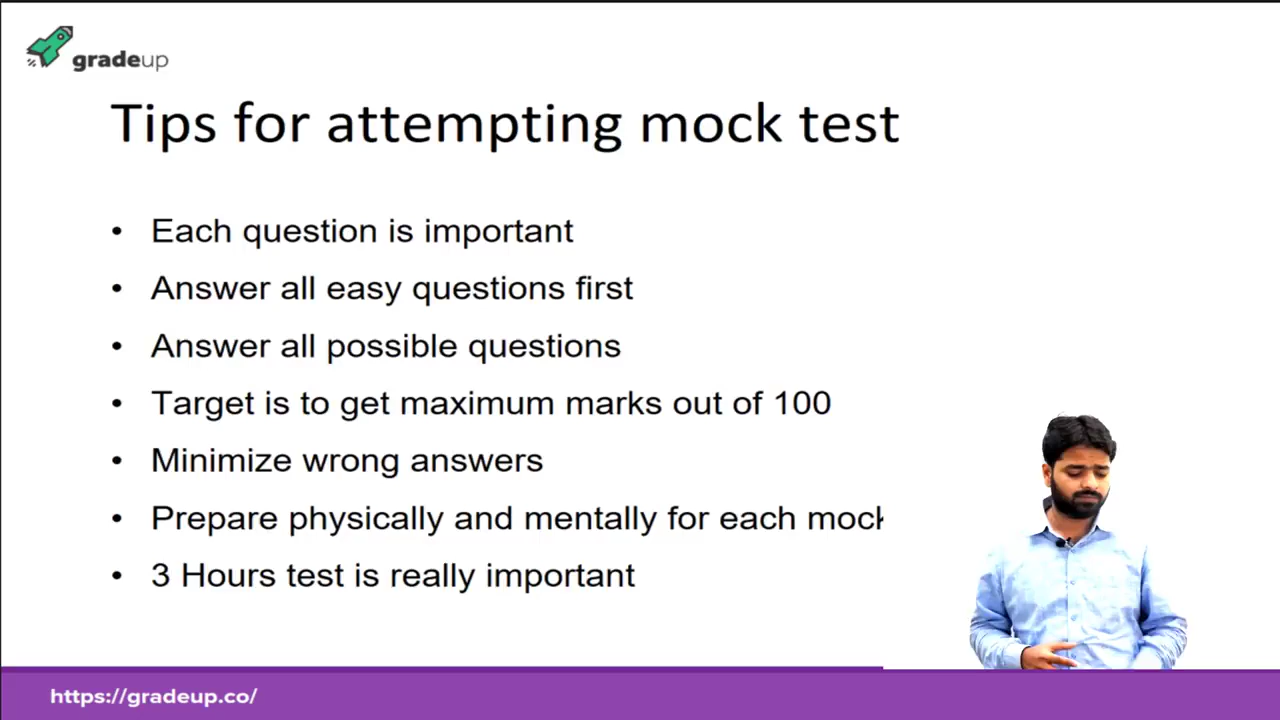 gradeup
Tips for attempting mock test
• Each question is important
• Answer all easy questions first
• Answer all possible questions
• Target is to get maximum marks out of 100
• Minimize wrong answers
• Prepare physically and mentally for each mock
• 3 Hours test is really important
https://gradeup.co/